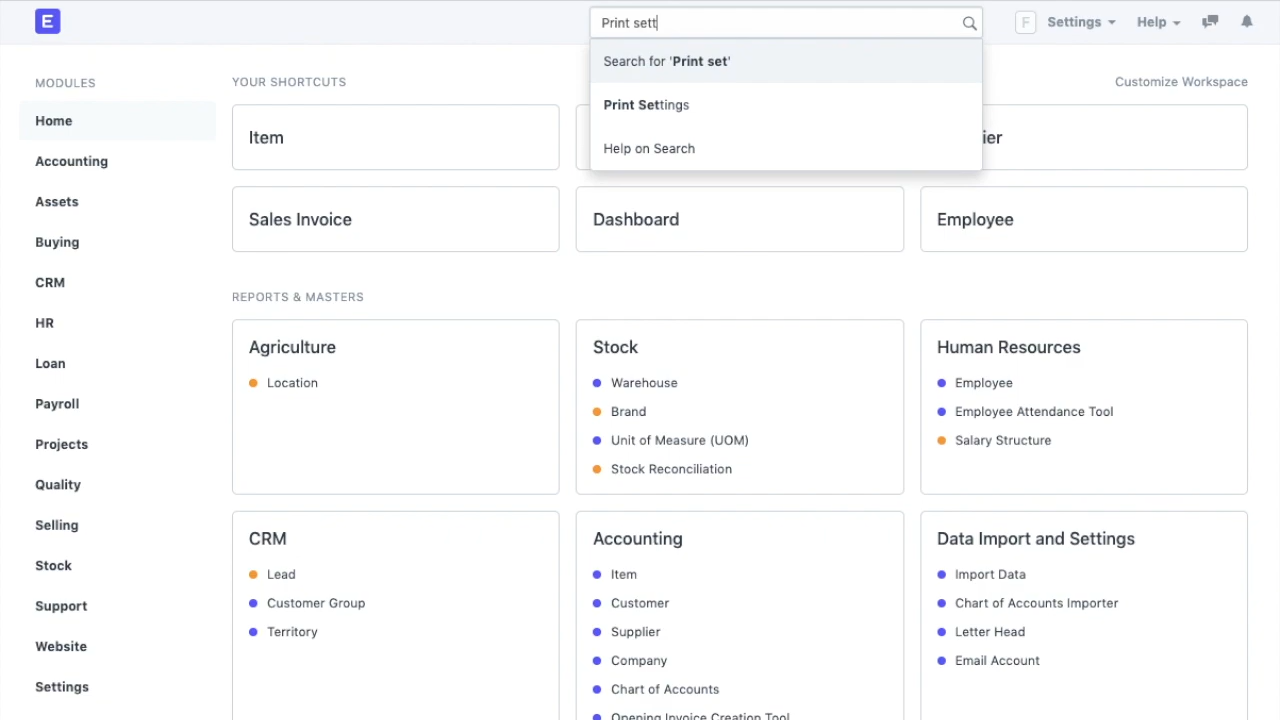 E
Print sett
F
Settings
Help
Search for 'Print set'
Print Settings
Help on Search
MODULES
Home
Accounting
Assets
Buying
CRM
HR
Loan
Payroll
Projects
Quality
Selling
Stock
Support
Website
Settings
YOUR SHORTCUTS
Customize Workspace
Item
ier
Sales Invoice
Dashboard
Employee
REPORTS & MASTERS
Agriculture
Location
Stock
Warehouse
Brand
Unit of Measure (UOM)
Stock Reconciliation
Human Resources
Employee
Employee Attendance Tool
Salary Structure
CRM
Lead
Customer Group
Territory
Accounting
Item
Customer
Supplier
Company
Chart of Accounts
Opening Invoice Creation Tool
Data Import and Settings
Import Data
Chart of Accounts Importer
Letter Head
Email Account